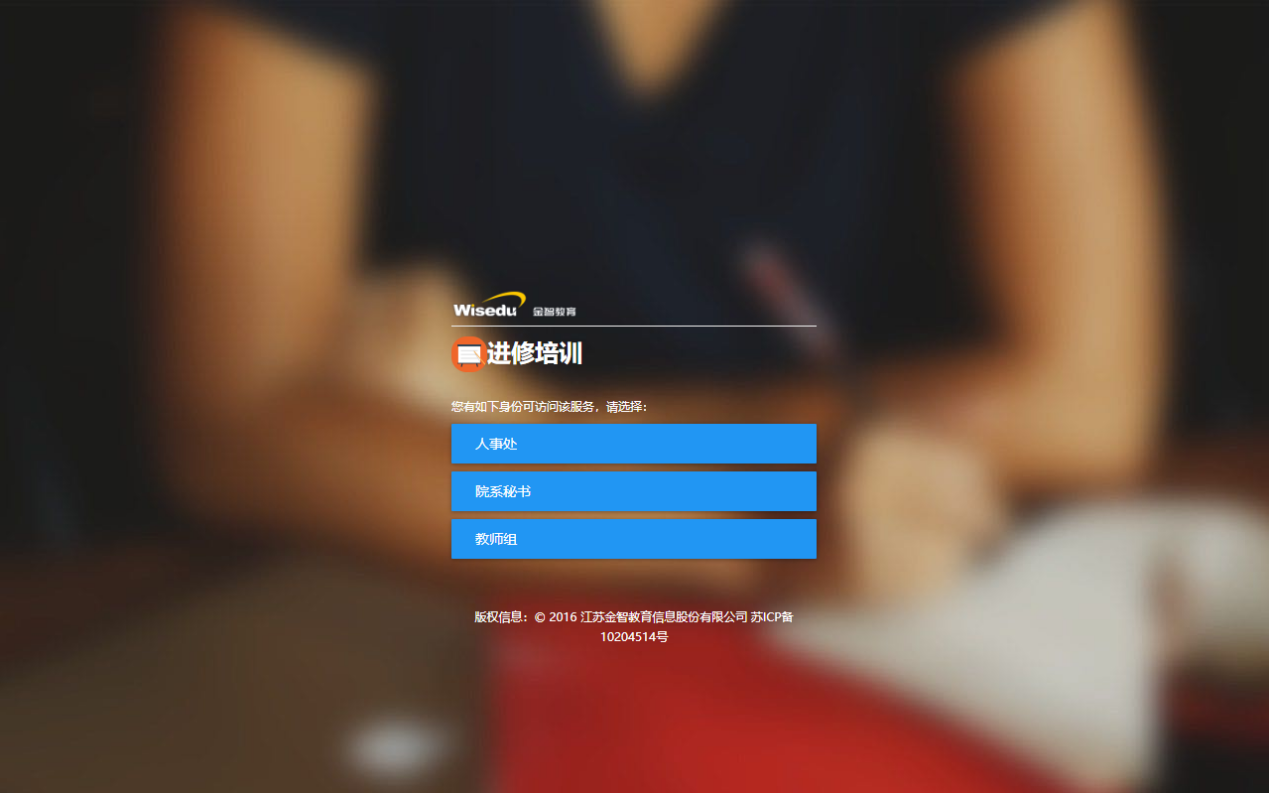 Wisedu 金智教育
进修培训
您有如下身份可访问该服务，请选择：
人事处
院系秘书
教师组
版权信息：© 2016 江苏金智教育信息股份有限公司 苏ICP备
10204514号